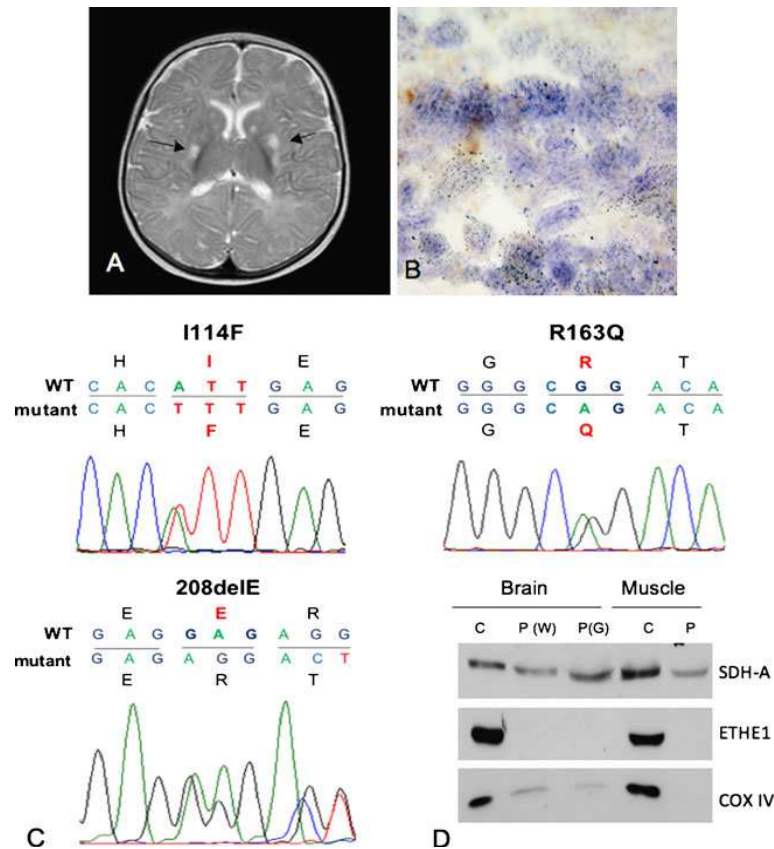 A
B
I114F
H I E
WT C A C A T T G A G
mutant C A C T T T G A G
H F E
R163Q
G R T
WT G G G C G G A C A
mutant G G G C A G A C A
G Q T
208delE
E E R
WT G A G G A G A G G
mutant G A G A G G A C T
E R T
C
Brain Muscle
C P (W) P(G) C P
SDH-A
ETHE1
COX IV
D